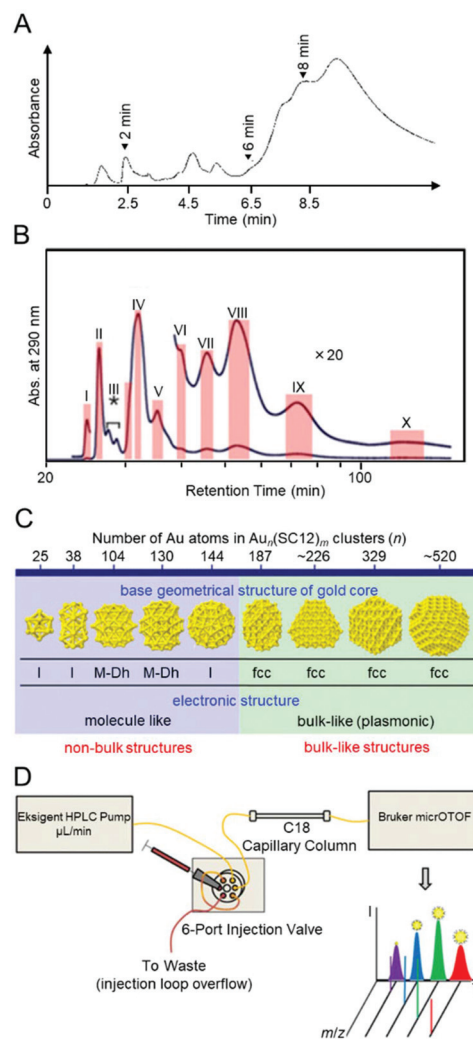 A
Absorbance
2 min
6 min
8 min
0
2.5
4.5
6.5
8.5
Time (min)
B
Abs. at 290 nm
I
II
III
*
IV
V
VI
VII
VIII
×20
IX
X
20
100
Retention Time (min)
C
Number of Au atoms in Auₙ(SC12)ₘ clusters (n)
25 38 104 130 144 187 ~226 329 ~520
base geometrical structure of gold core
I I M-Dh M-Dh I fcc fcc fcc fcc
electronic structure
molecule like bulk-like (plasmonic)
non-bulk structures bulk-like structures
D
Eksigent HPLC Pump
µL/min
C18
Capillary Column
Bruker micrOTOF
6-Port Injection Valve
To Waste
(injection loop overflow)
I
m/z